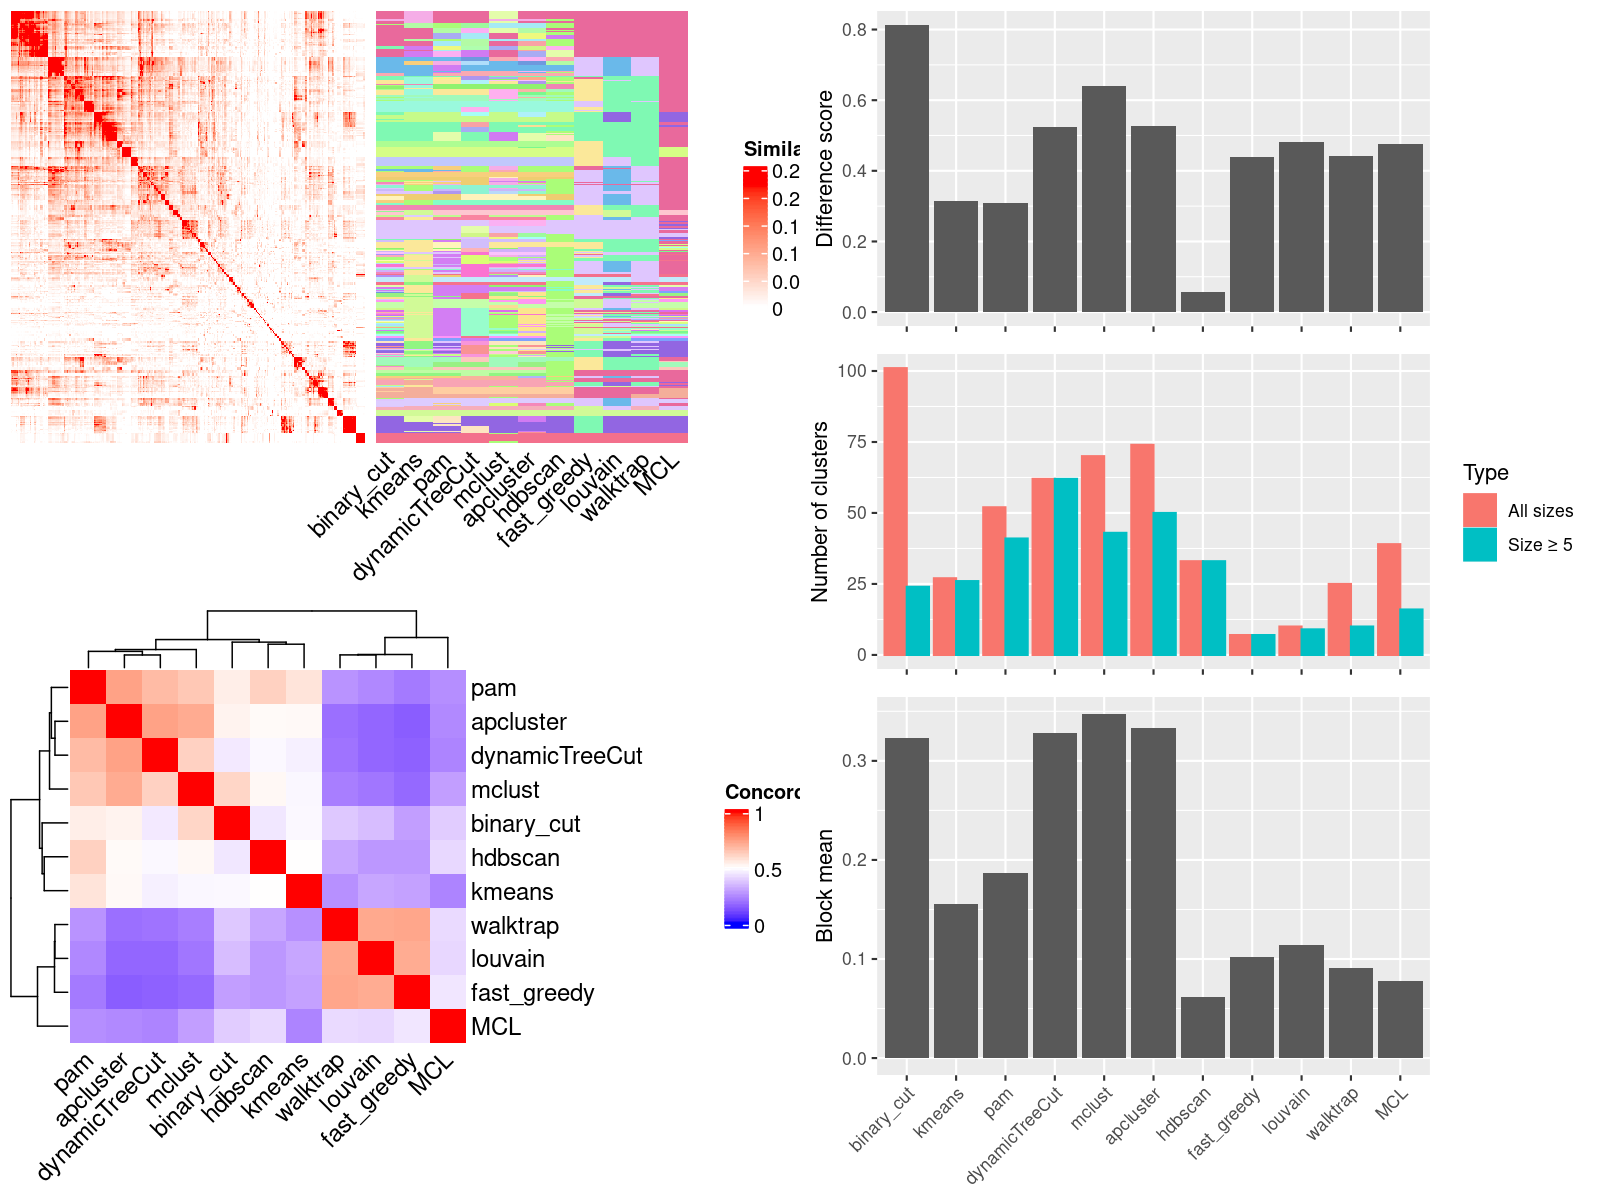 Simila
0.2
0.2
0.1
0.1
0.0
0
binary_cut
kmeans
pam
dynamicTreeCut
mclust
apcluster
hdbscan
fast_greedy
louvain
walktrap
MCL
pam
apcluster
dynamicTreeCut
mclust
binary_cut
hdbscan
kmeans
walktrap
louvain
fast_greedy
MCL
pam
apcluster
dynamicTreeCut
mclust
binary_cut
hdbscan
kmeans
walktrap
louvain
fast_greedy
MCL
Concord
1
0.5
0
Difference score
0.8
0.6
0.4
0.2
0.0
Number of clusters
100
75
50
25
0
Type
All sizes
Size ≥ 5
Block mean
0.3
0.2
0.1
0.0
binary_cut
kmeans
pam
dynamicTreeCut
mclust
apcluster
hdbscan
fast_greedy
louvain
walktrap
MCL